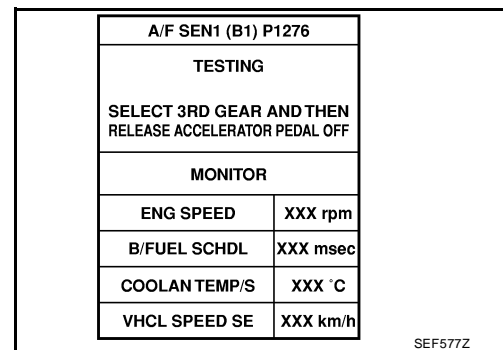 A/F SEN1 (B1) P1276
TESTING
SELECT 3RD GEAR AND THEN
RELEASE ACCELERATOR PEDAL OFF
MONITOR
ENG SPEED XXX rpm
B/FUEL SCHDL XXX msec
COOLAN TEMP/S XXX °C
VHCL SPEED SE XXX km/h
SEF577Z